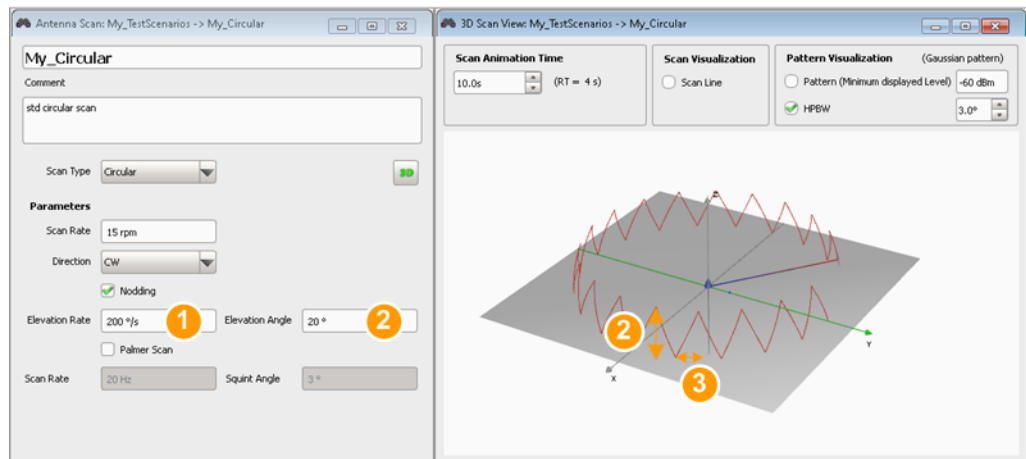 Antenna Scan: My_TestScenarios -> My_Circular
My_Circular
Comment
std circular scan
Scan Type Circular 3D
Parameters
Scan Rate 15 rpm
Direction CW
Nodding
Elevation Rate 200 °/s 1 Elevation Angle 20 ° 2
Palmer Scan
Scan Rate 20 Hz Squint Angle 3 °
3D Scan View: My_TestScenarios -> My_Circular
Scan Animation Time
10.0s (RT = 4 s)
Scan Visualization
Scan Line
Pattern Visualization (Gaussian pattern)
Pattern (Minimum displayed Level) -60 dBm
HPBW 3.0°
2
3
X
Y